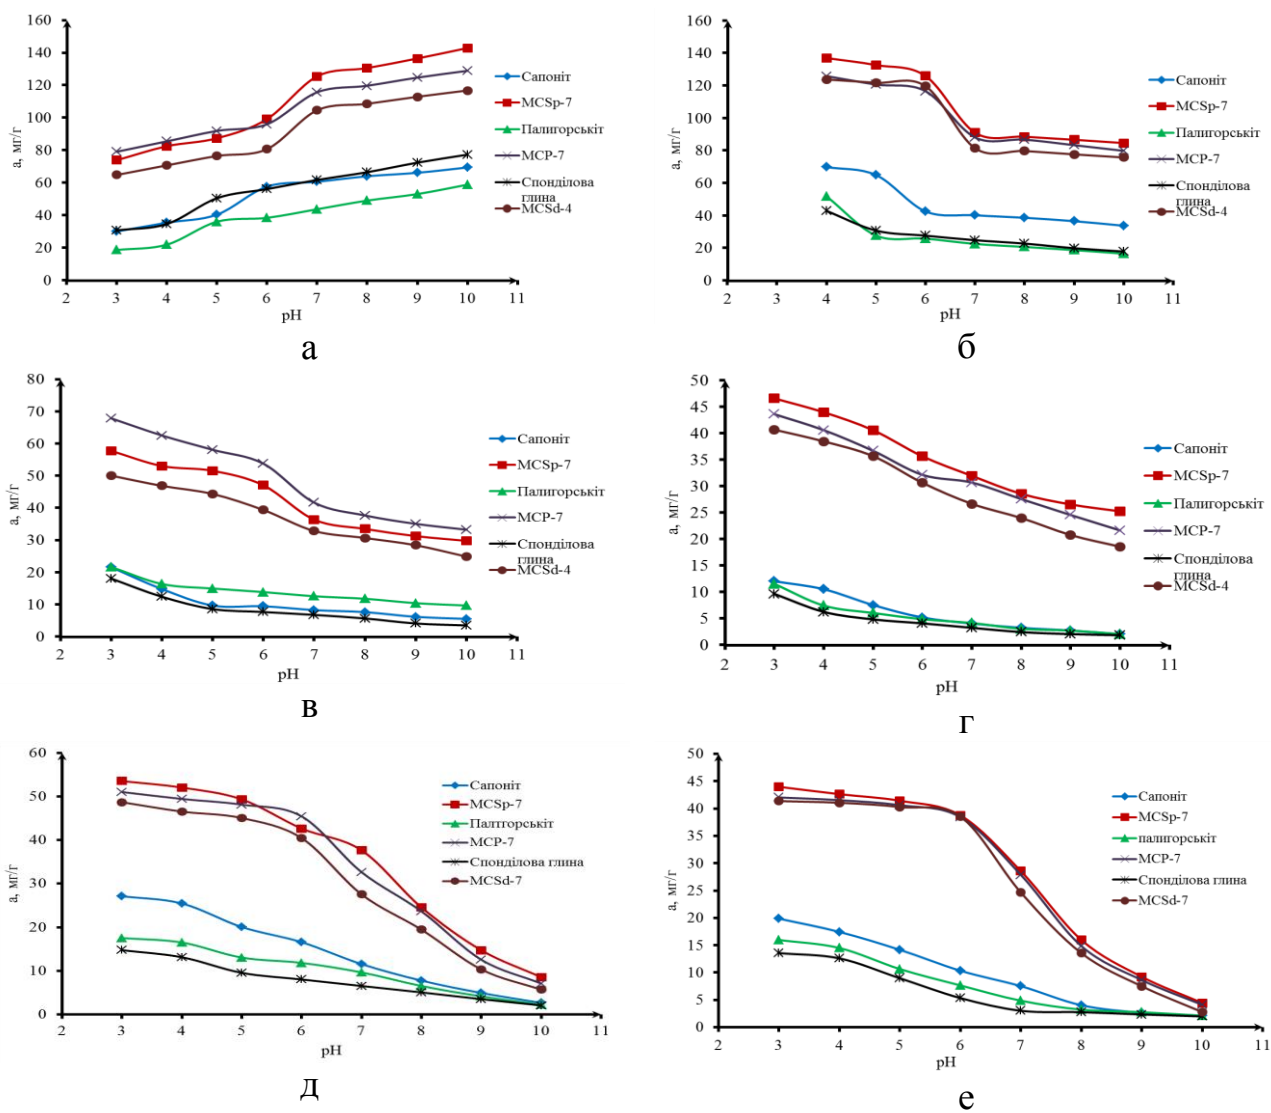 160
140
120
100
80
60
40
20
0
а, мг/г
2 3 4 5 6 7 8 9 10 11
pH
Сапоніт
MCSp-7
Палигорськіт
МСР-7
Спонділова
глина
MCSd-4
а
160
140
120
100
80
60
40
20
0
а, мг/г
2 3 4 5 6 7 8 9 10 11
pH
Сапоніт
MCSp-7
Палигорськіт
МСР-7
Спонділова
глина
MCSd-4
б
80
70
60
50
40
30
20
10
0
а, мг/г
2 3 4 5 6 7 8 9 10 11
pH
Сапоніт
MCSp-7
Палигорськіт
МСР-7
Спонділова
глина
MCSd-4
в
50
45
40
35
30
25
20
15
10
5
0
а, мг/г
2 3 4 5 6 7 8 9 10 11
pH
Сапоніт
MCSp-7
Палигорськіт
МСР-7
Спонділова
глина
MCSd-4
г
60
50
40
30
20
10
0
а, мг/г
2 3 4 5 6 7 8 9 10 11
pH
Сапоніт
MCSp-7
Палтгорськіт
МСР-7
Спонділова глина
MCSd-7
д
50
45
40
35
30
25
20
15
10
5
0
а, мг/г
2 3 4 5 6 7 8 9 10 11
pH
Сапоніт
MCSp-7
палигорськіт
МСР-7
Спонділова глина
MCSd-7
е